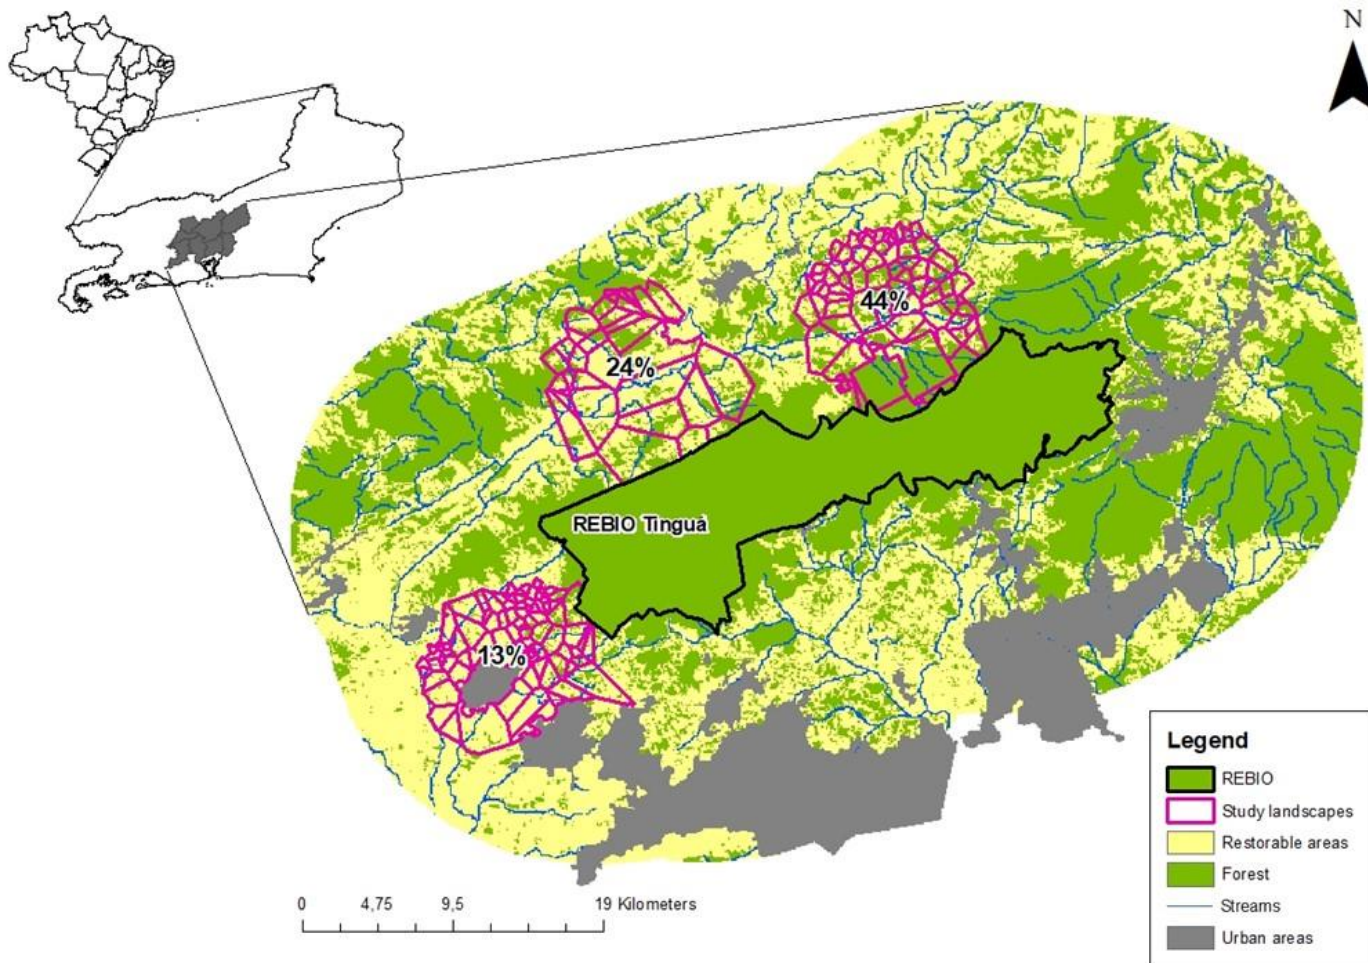 N
44%
24%
REBIO Tinguá
13%
Legend
REBIO
Study landscapes
Restorable areas
Forest
Streams
Urban areas
0 4,75 9,5 19 Kilometers